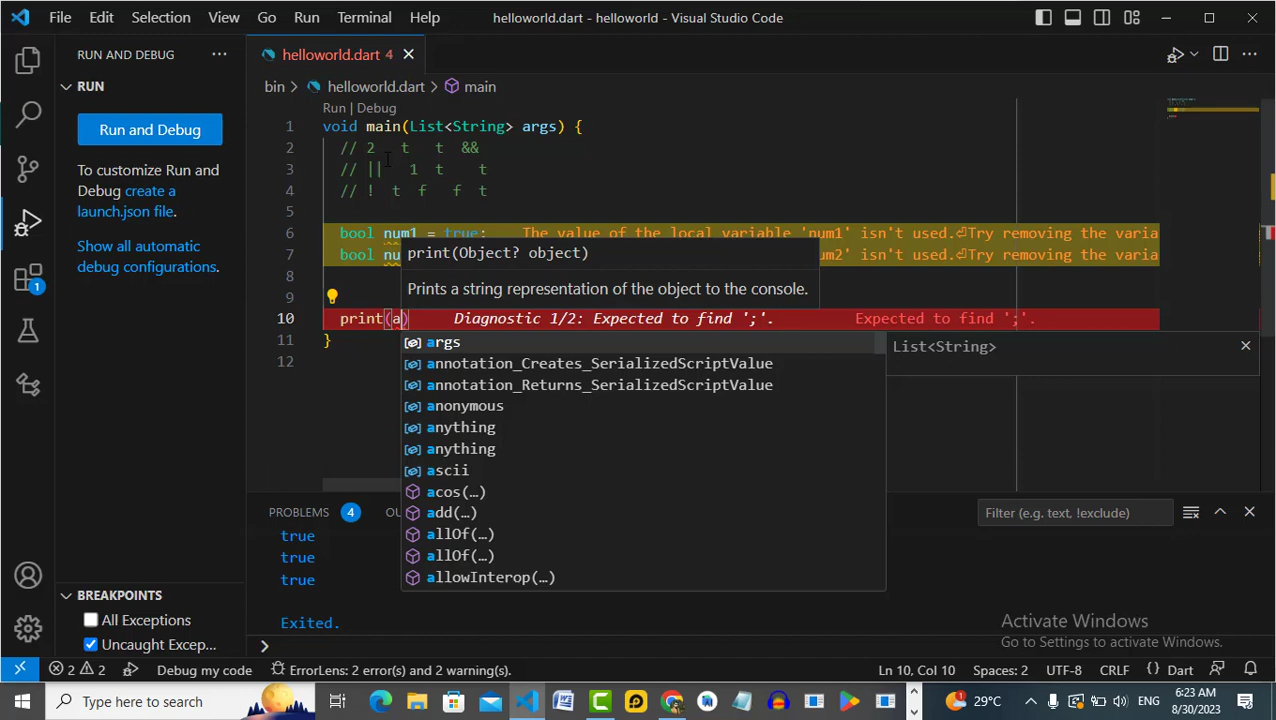 File Edit Selection View Go Run Terminal Help helloworld.dart - helloworld - Visual Studio Code
RUN AND DEBUG ···
helloworld.dart 4
RUN
bin > helloworld.dart > main
Run | Debug
Run and Debug
1 void main(List<String> args) {
2 // 2 t t &&
3 // || 1 t t
4 // ! t f f t
5
6 bool num1 = true; The value of the local variable 'num1' isn't used.⏎Try removing the varia
7 bool nu um2' isn't used.⏎Try removing the varia
8
9
10 print(a) Diagnostic 1/2: Expected to find ';'. Expected to find ';'.
11 }
12
To customize Run and
Debug create a
launch.json file.
Show all automatic
debug configurations.
print(Object? object)
Prints a string representation of the object to the console.
args List<String>
annotation_Creates_SerializedScriptValue
annotation_Returns_SerializedScriptValue
anonymous
anything
anything
ascii
acos(…)
add(…)
allOf(…)
allOf(…)
allowInterop(…)
1
PROBLEMS 4 OU Filter (e.g. text, !exclude)
true
true
true
Exited.
BREAKPOINTS
All Exceptions
Uncaught Excep...
Activate Windows
Go to Settings to activate Windows.
2 2 Debug my code ErrorLens: 2 error(s) and 2 warning(s). Ln 10, Col 10 Spaces: 2 UTF-8 CRLF Dart
Type here to search 1 29°C ENG 6:23 AM
8/30/2023